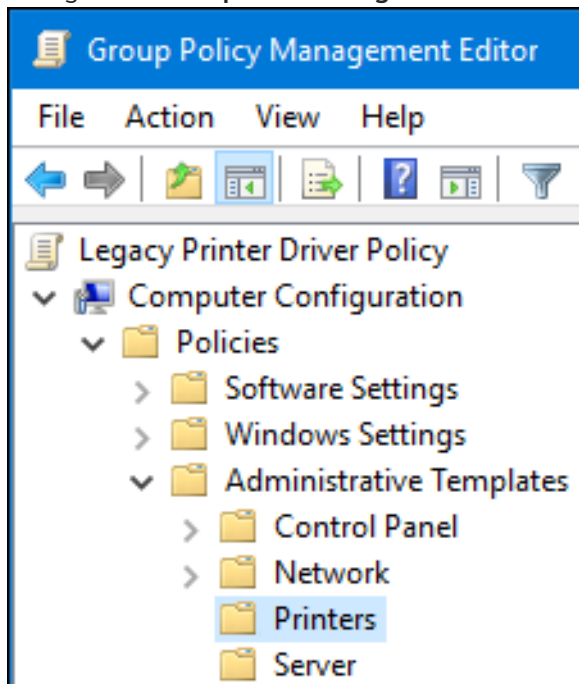 Group Policy Management Editor
File Action View Help
Legacy Printer Driver Policy
Computer Configuration
Policies
Software Settings
Windows Settings
Administrative Templates
Control Panel
Network
Printers
Server